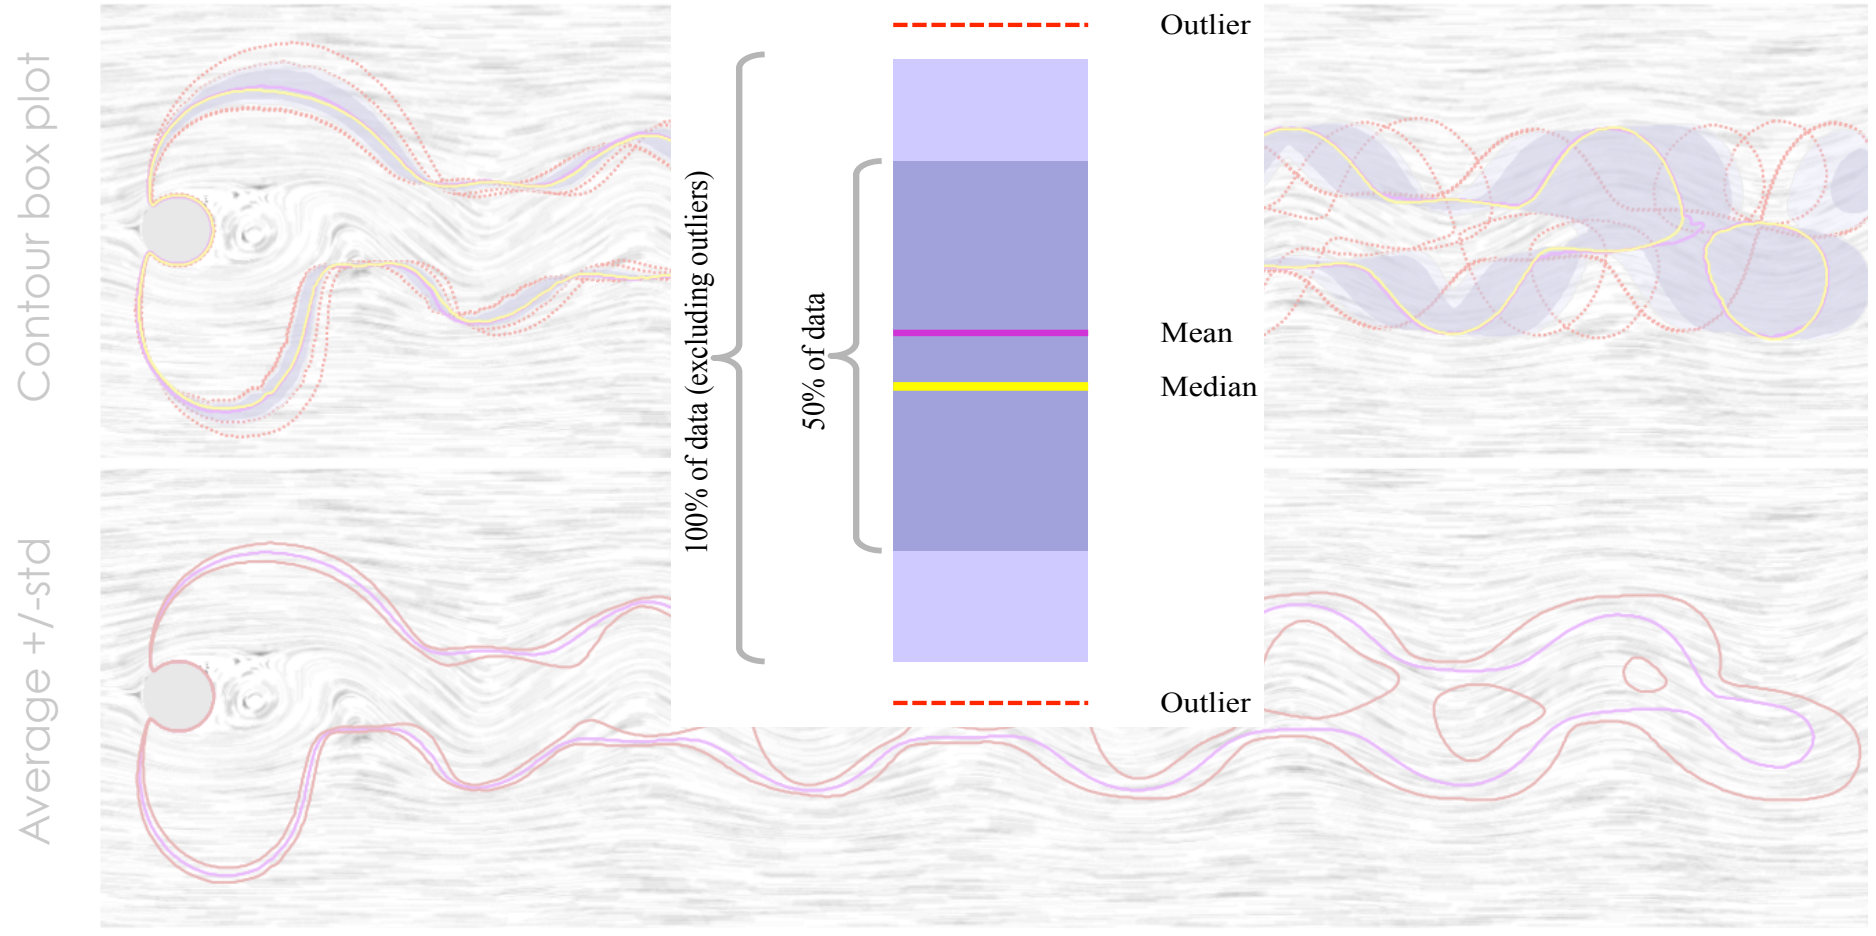 Contour box plot
Average +/-std
100% of data (excluding outliers)
50% of data
Outlier
Mean
Median
Outlier